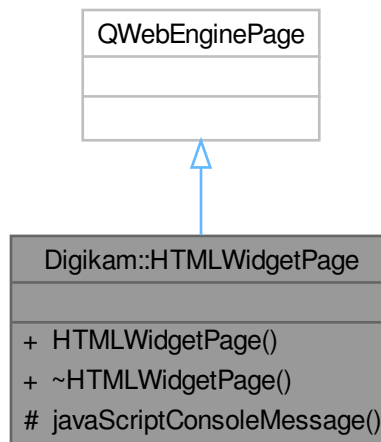 QWebEnginePage
Digikam::HTMLWidgetPage
+ HTMLWidgetPage()
+ ~HTMLWidgetPage()
# javaScriptConsoleMessage()